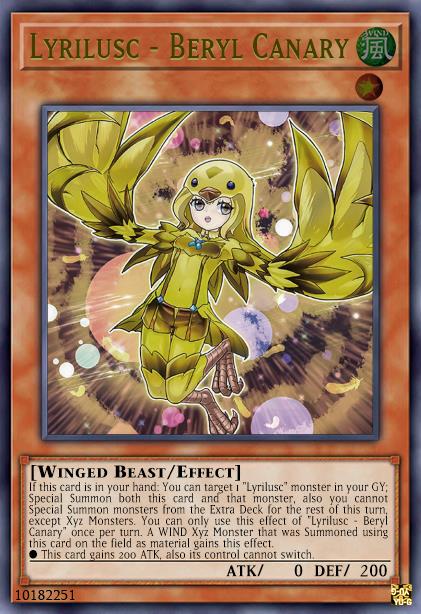 LYRILUSC - BERYL CANARY
WIND
風
[WINGED BEAST/EFFECT]
If this card is in your hand: You can target 1 "Lyrilusc" monster in your GY;
Special Summon both this card and that monster, also you cannot
Special Summon monsters from the Extra Deck for the rest of this turn,
except Xyz Monsters. You can only use this effect of "Lyrilusc - Beryl
Canary" once per turn. A WIND Xyz Monster that was Summoned using
this card on the field as material gains this effect.
● This card gains 200 ATK, also its control cannot switch.
ATK/ 0 DEF/ 200
10182251